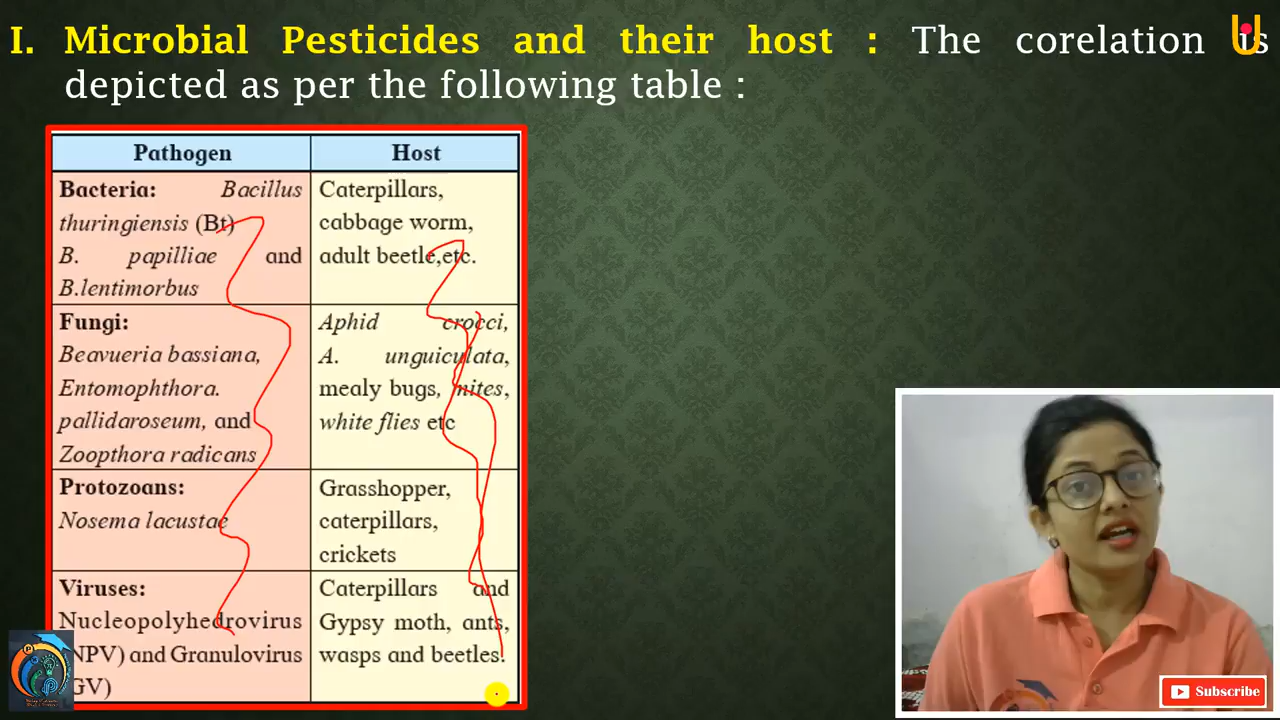 I. Microbial Pesticides and their host : The corelation is
depicted as per the following table :
Pathogen
Host
Bacteria: Bacillus
thuringiensis (Bt)
B. papilliae and
B.lentimorbus
Caterpillars,
cabbage worm,
adult beetle,etc.
Fungi:
Beavueria bassiana,
Entomophthora.
pallidaroseum, and
Zoopthora radicans
Aphid crocci,
A. unguiculata,
mealy bugs, mites,
white flies etc
Protozoans:
Nosema lacustae
Grasshopper,
caterpillars,
crickets
Viruses:
Nucleopolyhedrovirus
NPV) and Granulovirus
GV)
Caterpillars and
Gypsy moth, ants,
wasps and beetles.
Subscribe